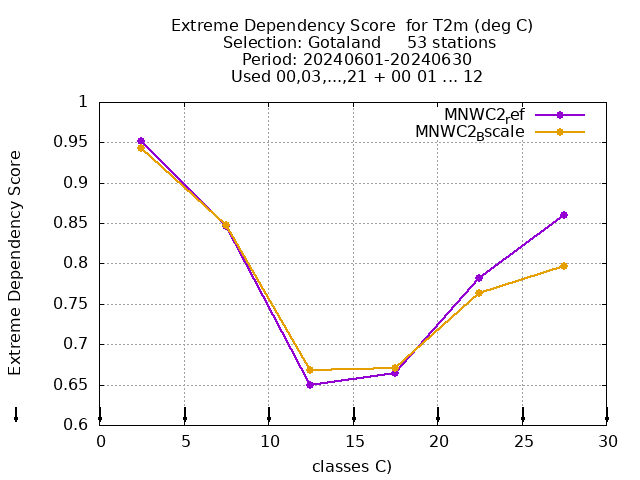 Extreme Dependency Score  for T2m (deg C)
Selection: Gotaland     53 stations
Period: 20240601-20240630
Used 00,03,...,21 + 00 01 ... 12
MNWC2ref
MNWC2Bscale
1
0.95
0.9
0.85
0.8
0.75
0.7
0.65
0.6
Extreme Dependency Score
0 5 10 15 20 25 30
classes C)